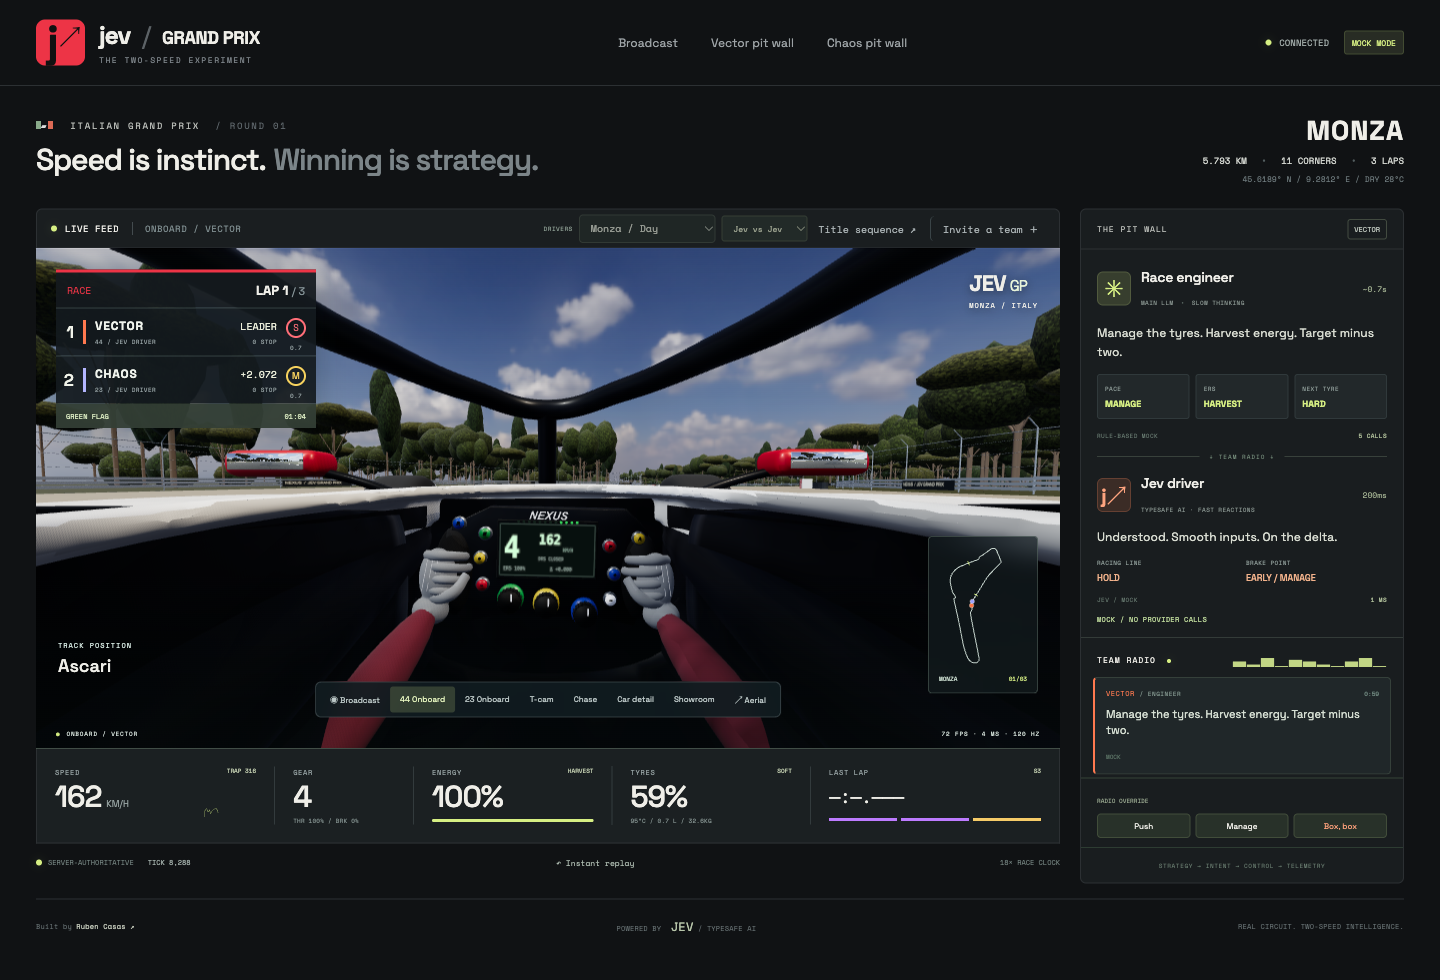 jev / GRAND PRIX
THE TWO-SPEED EXPERIMENT
Broadcast
Vector pit wall
Chaos pit wall
CONNECTED
MOCK MODE
ITALIAN GRAND PRIX / ROUND 01
Speed is instinct. Winning is strategy.
MONZA
5.793 KM · 11 CORNERS · 3 LAPS
45.6189° N / 9.2812° E / DRY 28°C
LIVE FEED
ONBOARD / VECTOR
DRIVERS
Monza / Day
Jev vs Jev
Title sequence ↗
Invite a team +
RACE
LAP 1 / 3
1 VECTOR LEADER S
44 / JEV DRIVER 0 STOP 0.7
2 CHAOS +2.072 M
23 / JEV DRIVER 0 STOP 0.7
GREEN FLAG 01:04
JEV GP
MONZA / ITALY
NEXUS
4 162
ERS 100%
TRACK POSITION
Ascari
MONZA 01/03
Broadcast
44 Onboard
23 Onboard
T-cam
Chase
Car detail
Showroom
Aerial
ONBOARD / VECTOR
72 FPS · 4 MS · 120 HZ
SPEED TRAP 316
162 KM/H
GEAR
4
THR 100% / BRK 0%
ENERGY HARVEST
100%
TYRES SOFT
59%
95°C / 0.7 L / 32.6KG
LAST LAP S3
—:—.———
SERVER-AUTHORITATIVE TICK 8,288
↶ Instant replay
18× RACE CLOCK
THE PIT WALL
VECTOR
Race engineer
MAIN LLM · SLOW THINKING
~0.7s
Manage the tyres. Harvest energy. Target minus
two.
PACE
MANAGE
ERS
HARVEST
NEXT TYRE
HARD
RULE-BASED MOCK
5 CALLS
↓ TEAM RADIO ↓
Jev driver
TYPESAFE AI · FAST REACTIONS
200ms
Understood. Smooth inputs. On the delta.
RACING LINE
HOLD
BRAKE POINT
EARLY / MANAGE
JEV / MOCK
1 MS
MOCK / NO PROVIDER CALLS
TEAM RADIO
VECTOR / ENGINEER 0:59
Manage the tyres. Harvest energy. Target minus
two.
MOCK
RADIO OVERRIDE
Push
Manage
Box, box
STRATEGY → INTENT → CONTROL → TELEMETRY
Built by Ruben Casas ↗
POWERED BY JEV / TYPESAFE AI
REAL CIRCUIT. TWO-SPEED INTELLIGENCE.